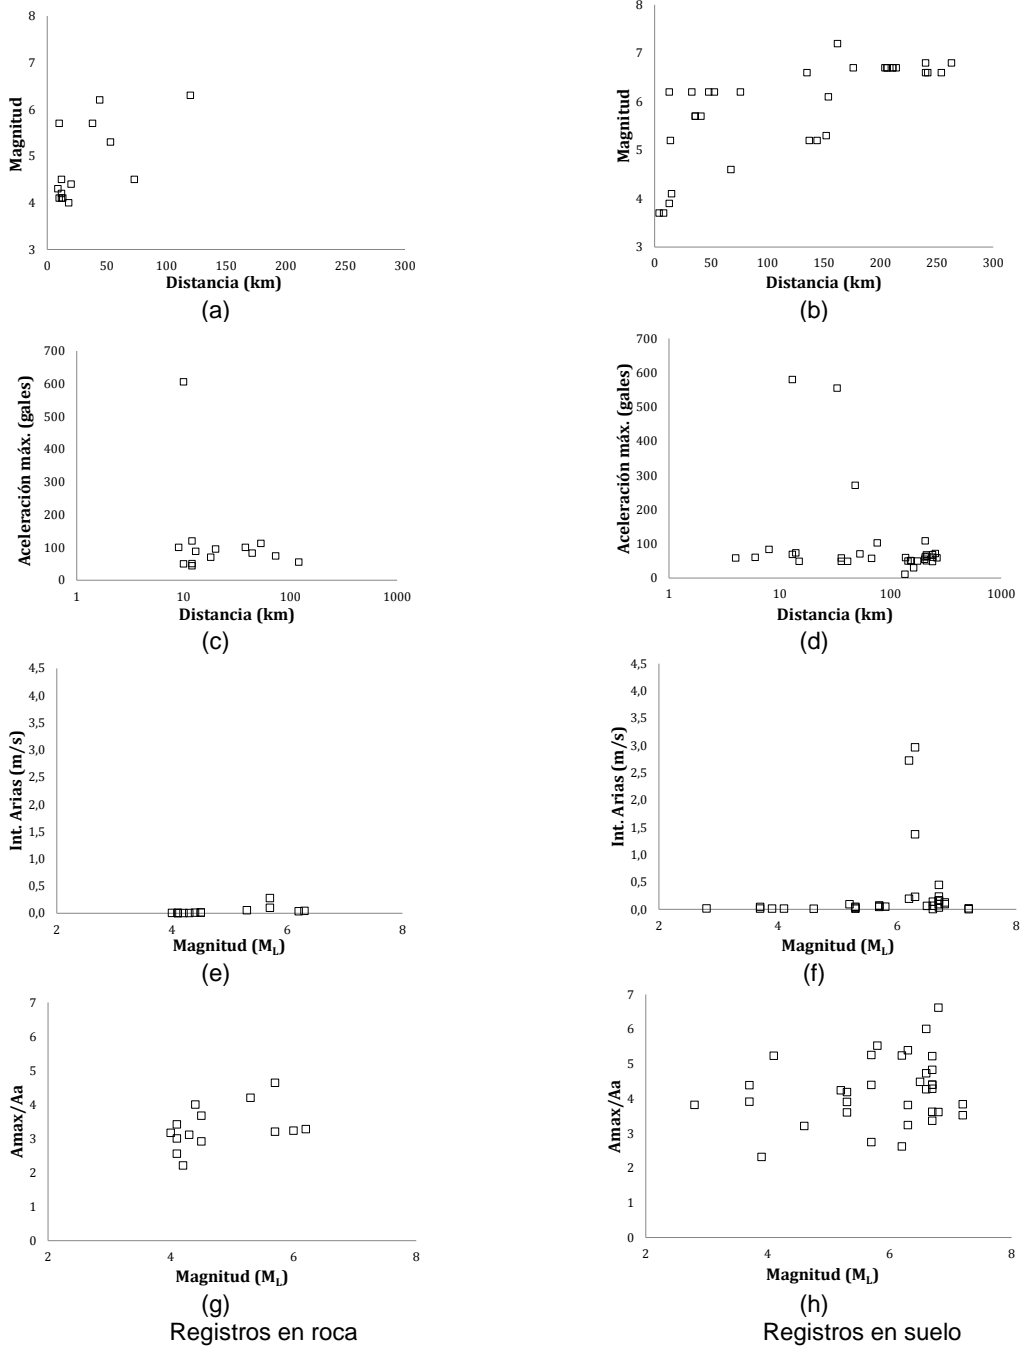 8
7
6
5
4
3
Magnitud
0 50 100 150 200 250 300
Distancia (km)
(a)
8
7
6
5
4
3
Magnitud
0 50 100 150 200 250 300
Distancia (km)
(b)
700
600
500
400
300
200
100
0
Aceleración máx. (gales)
1 10 100 1000
Distancia (km)
(c)
700
600
500
400
300
200
100
0
Aceleración máx. (gales)
1 10 100 1000
Distancia (km)
(d)
4,5
4,0
3,5
3,0
2,5
2,0
1,5
1,0
0,5
0,0
Int. Arias (m/s)
2 4 6 8
Magnitud (M_L)
(e)
4,5
4,0
3,5
3,0
2,5
2,0
1,5
1,0
0,5
0,0
Int. Arias (m/s)
2 4 6 8
Magnitud (M_L)
(f)
7
6
5
4
3
2
1
0
Amax/Aa
2 4 6 8
Magnitud (M_L)
(g)
7
6
5
4
3
2
1
0
Amax/Aa
2 4 6 8
Magnitud (M_L)
(h)
Registros en roca
Registros en suelo